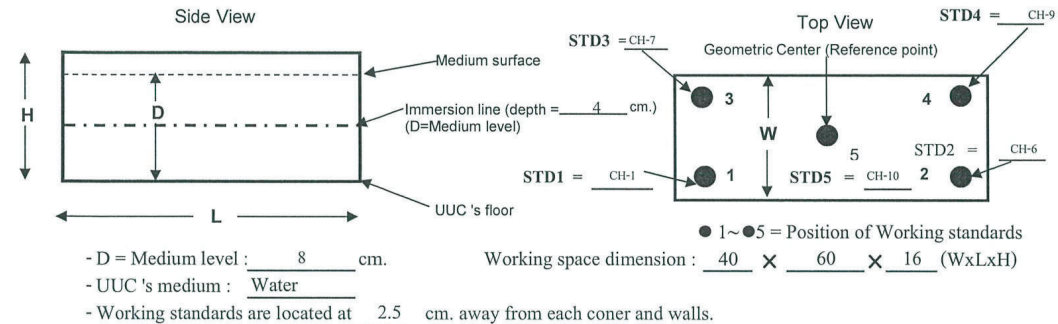 Side View
Top View
STD4 = CH-9
STD3 = CH-7
Geometric Center (Reference point)
Medium surface
3
4
H
D
Immersion line (depth = 4 cm.)
(D=Medium level)
W
5
STD2 = CH-6
STD1 = CH-1
1
STD5 = CH-10
2
L
UUC 's floor
● 1~ ●5 = Position of Working standards
- D = Medium level : 8 cm.
Working space dimension : 40 × 60 × 16 (WxLxH)
- UUC 's medium : Water
- Working standards are located at 2.5 cm. away from each coner and walls.